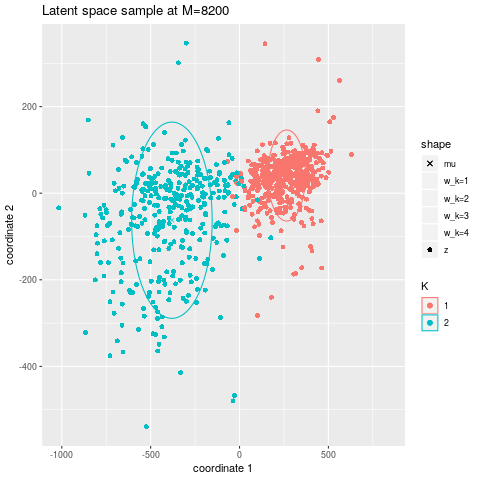 Latent space sample at M=8200
coordinate 2
200
0
-200
-400
-1000
-500
0
500
coordinate 1
shape
mu
w_k=1
w_k=2
w_k=3
w_k=4
z
K
1
2